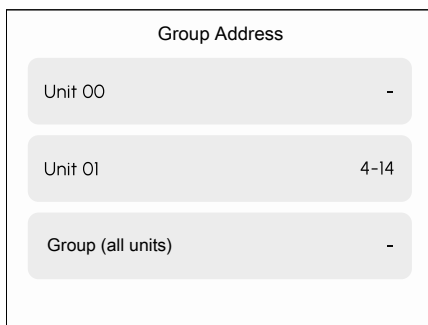 Group Address
Unit 00 -
Unit 01 4-14
Group (all units) -